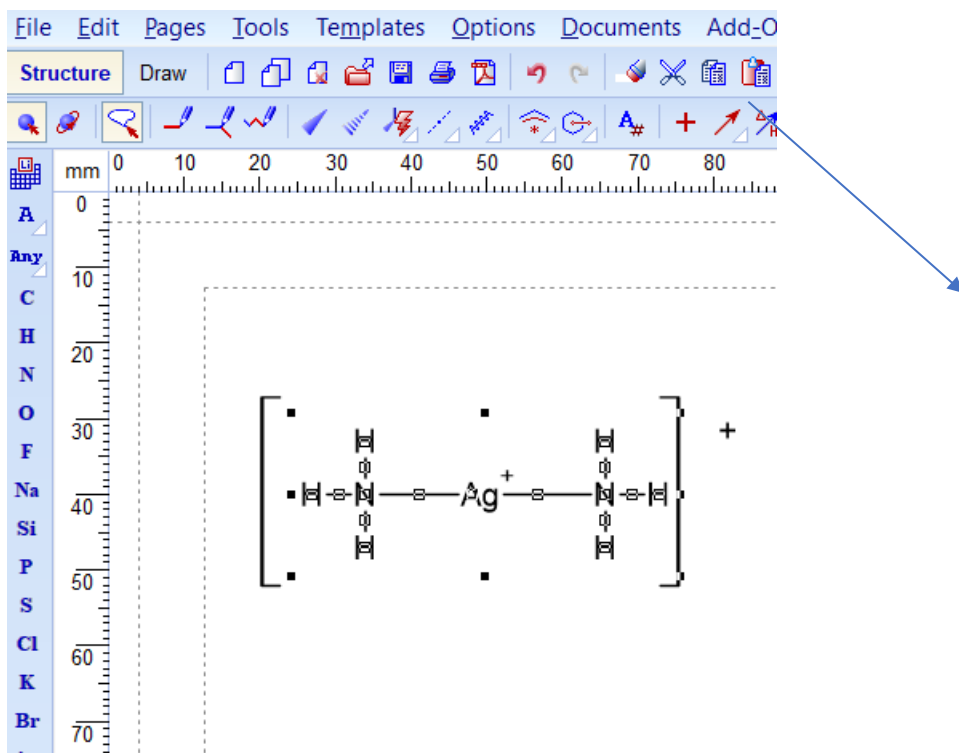 File Edit Pages Tools Templates Options Documents Add-O
Structure Draw
A#
mm 0 10 20 30 40 50 60 70 80
Li
A
Any
C
H
N
O
F
Na
Si
P
S
Cl
K
Br
0
10
20
30
40
50
60
70
H H
+
H N Ag+ N H
H H